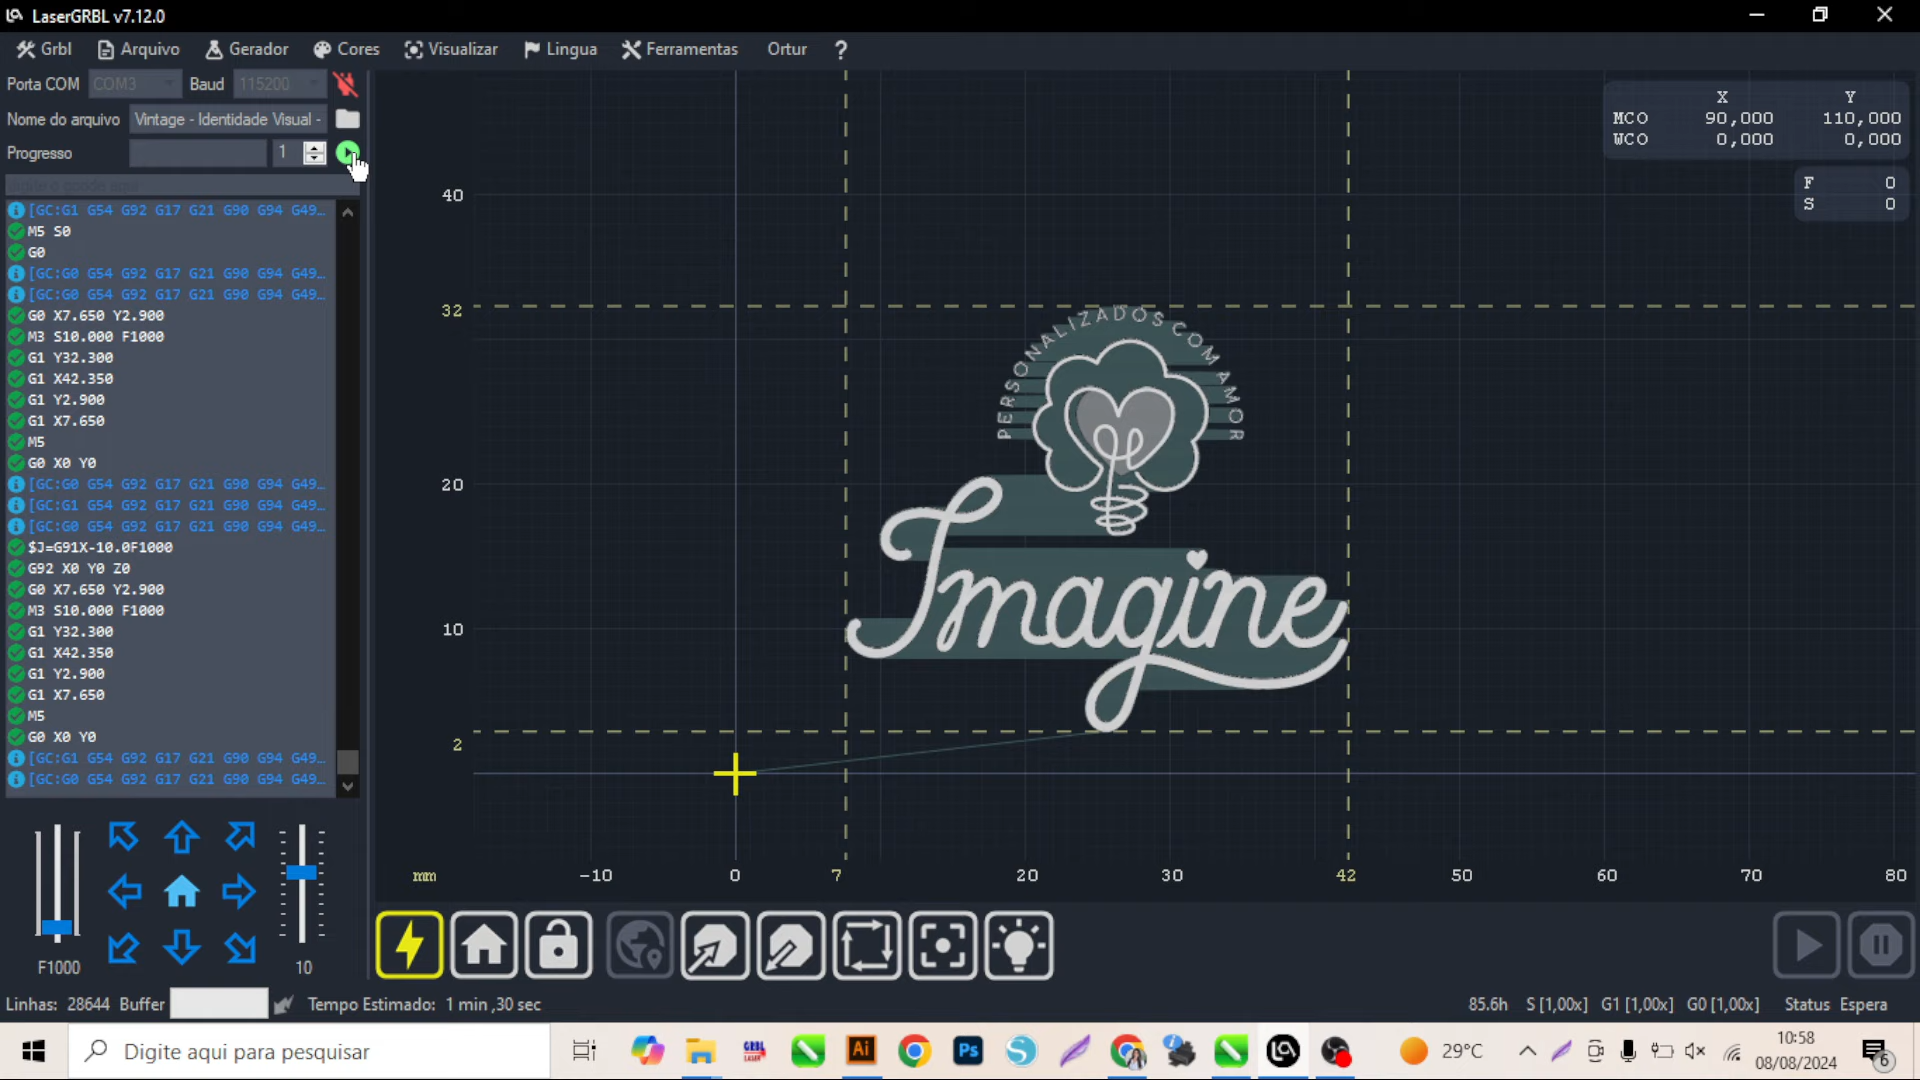 LaserGRBL v7.12.0
Grbl Arquivo Gerador Cores Visualizar Lingua Ferramentas Ortur ?
Porta COM COM3 Baud 115200
Nome do arquivo Vintage - Identidade Visual -
Progresso 1
[GC:G1 G54 G92 G17 G21 G90 G94 G49...
M5 S0
G0
[GC:G0 G54 G92 G17 G21 G90 G94 G49...
[GC:G0 G54 G92 G17 G21 G90 G94 G49...
G0 X7.650 Y2.900
M3 S10.000 F1000
G1 Y32.300
G1 X42.350
G1 Y2.900
G1 X7.650
M5
G0 X0 Y0
[GC:G0 G54 G92 G17 G21 G90 G94 G49...
[GC:G1 G54 G92 G17 G21 G90 G94 G49...
[GC:G0 G54 G92 G17 G21 G90 G94 G49...
$J=G91X-10.0F1000
G92 X0 Y0 Z0
G0 X7.650 Y2.900
M3 S10.000 F1000
G1 Y32.300
G1 X42.350
G1 Y2.900
G1 X7.650
M5
G0 X0 Y0
[GC:G1 G54 G92 G17 G21 G90 G94 G49...
[GC:G0 G54 G92 G17 G21 G90 G94 G49...
F1000 10
X Y
MCO 90,000 110,000
WCO 0,000 0,000
F 0
S 0
40
32
20
10
2
PERSONALIZADOS COM AMOR
Imagine
mm -10 0 7 20 30 42 50 60 70 80
Linhas: 28644 Buffer Tempo Estimado: 1 min ,30 sec
85.6h S [1,00x] G1 [1,00x] G0 [1,00x] Status Espera
Digite aqui para pesquisar
GRBL
LASER
Ai
Ps
29°C
10:58
08/08/2024
6